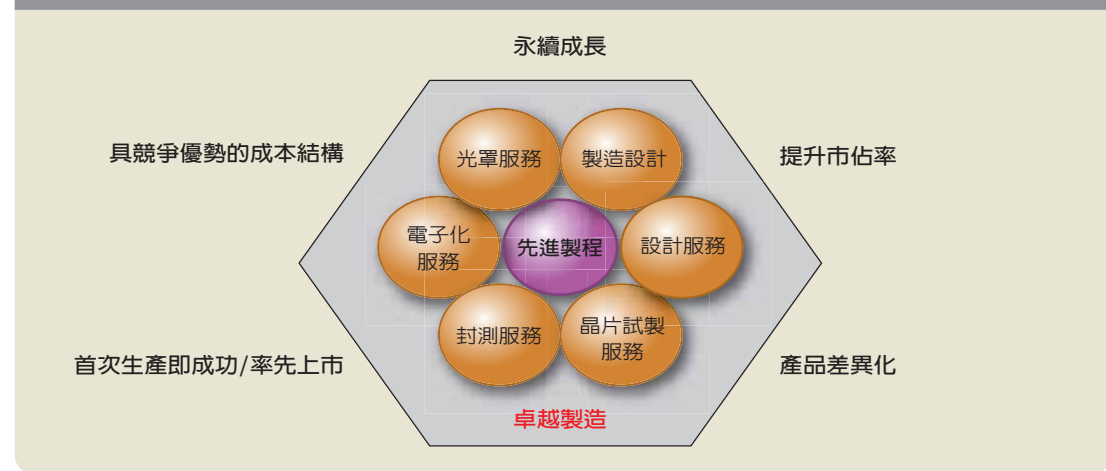 永續成長
具競爭優勢的成本結構
提升市佔率
光罩服務
製造設計
電子化
服務
先進製程
設計服務
封測服務
晶片試製
服務
首次生產即成功/率先上市
產品差異化
卓越製造